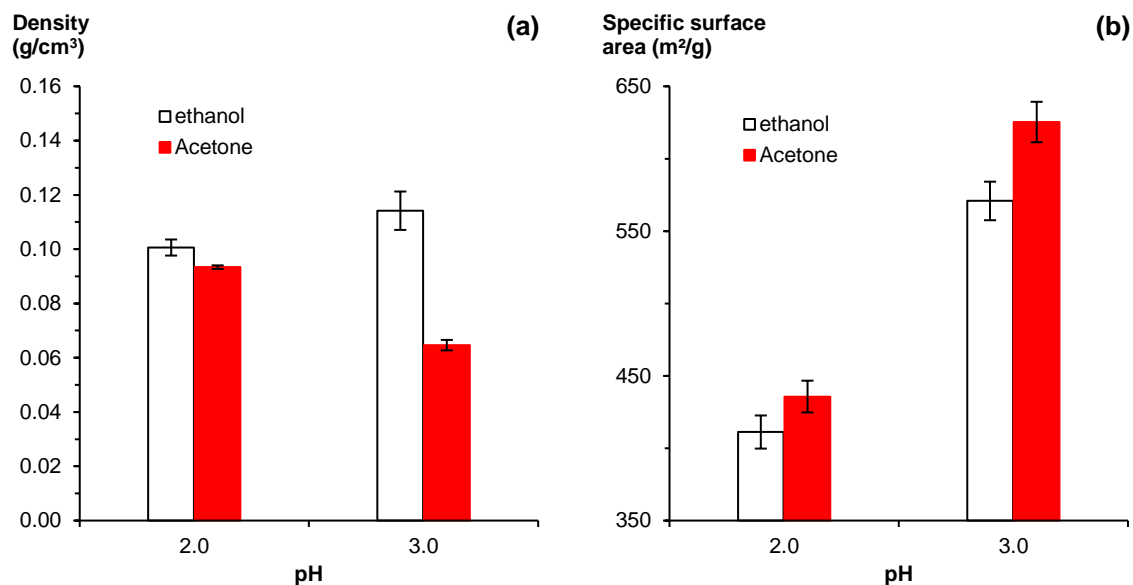 Density
(g/cm³)
(a)
0.16
0.14
0.12
0.10
0.08
0.06
0.04
0.02
0.00
ethanol
Acetone
2.0
3.0
pH
Specific surface
area (m²/g)
(b)
650
550
450
350
ethanol
Acetone
2.0
3.0
pH